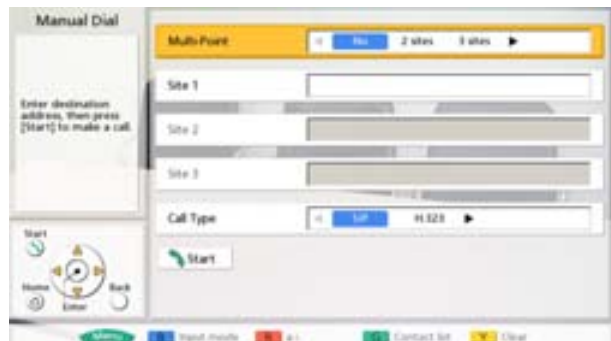 Manual Dial
Enter destination
address, then press
[Start] to make a call.
Multi-Point
No 2 sites 3 sites
Site 1
Site 2
Site 3
Call Type
SIP H.323
Start
Start
Home
Enter
Back
Menu
B Input mode R G Contact list Y Clear